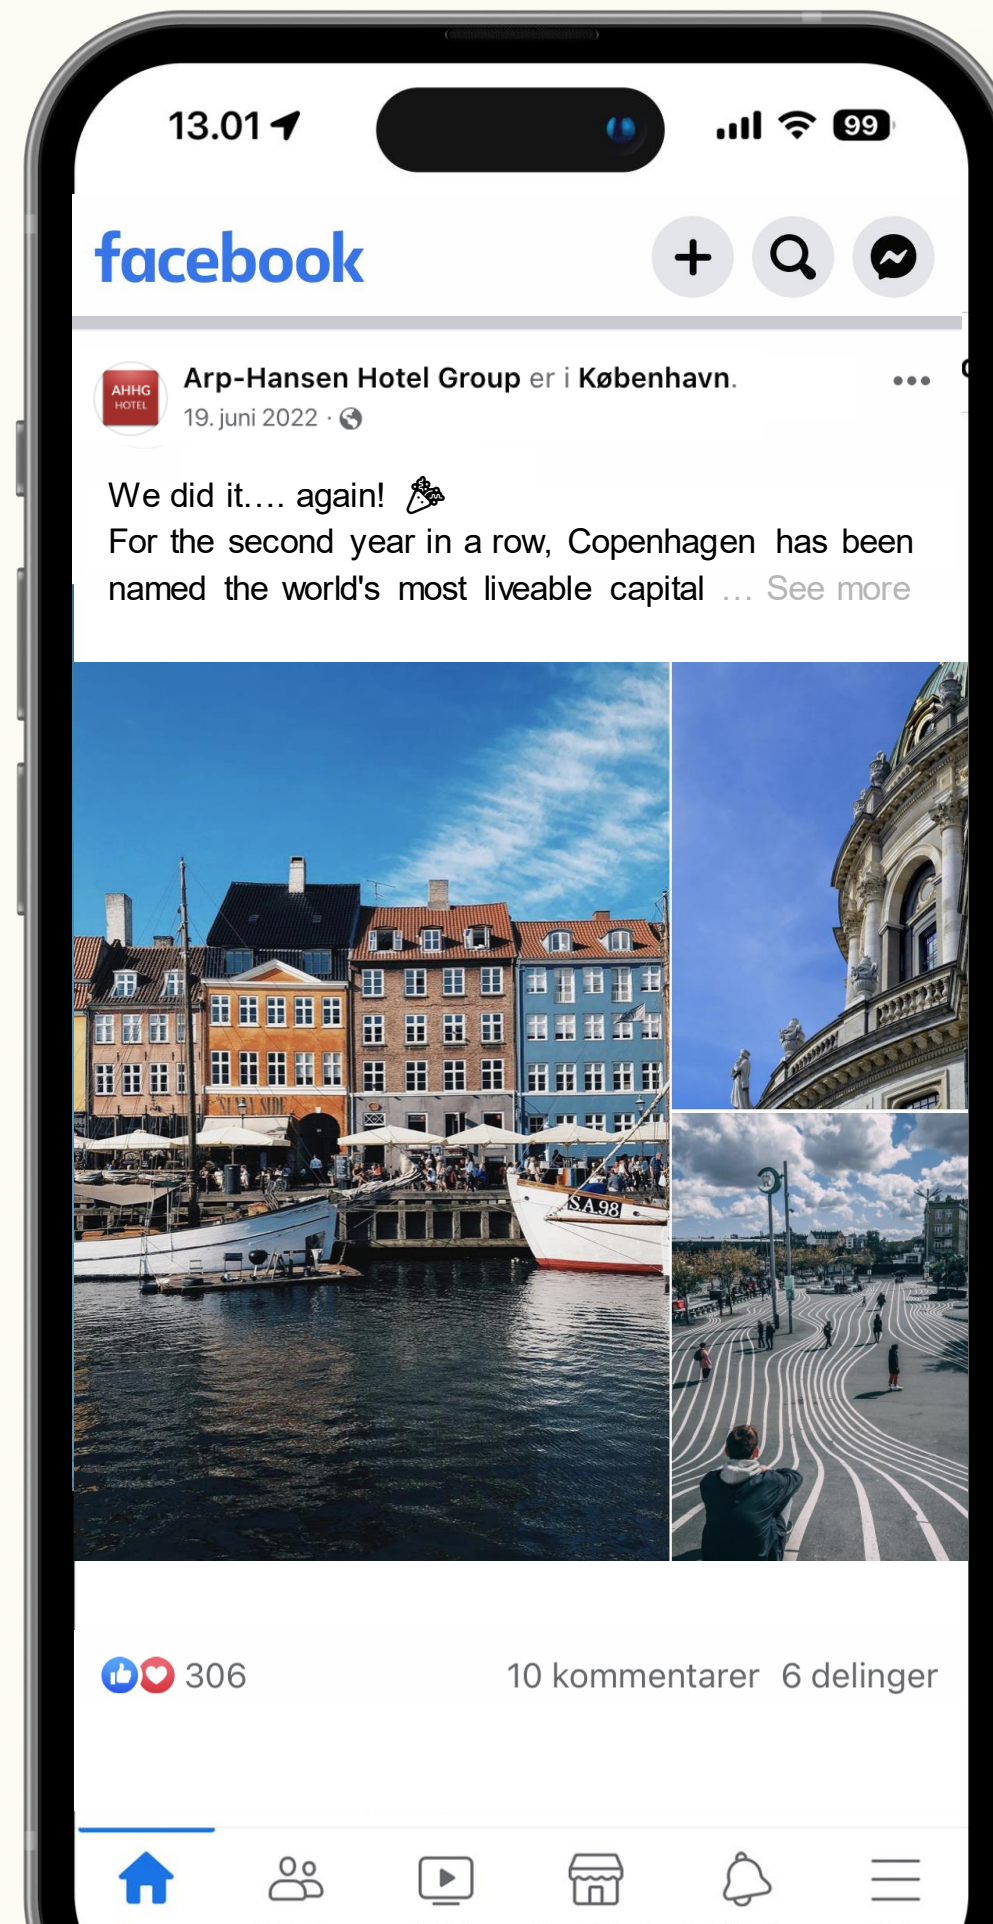 13.01
99
facebook
AHHG
HOTEL
Arp-Hansen Hotel Group er i København.
19. juni 2022 ·
We did it…. again!
For the second year in a row, Copenhagen has been
named the world's most liveable capital … See more
S.A.98
306
10 kommentarer 6 delinger